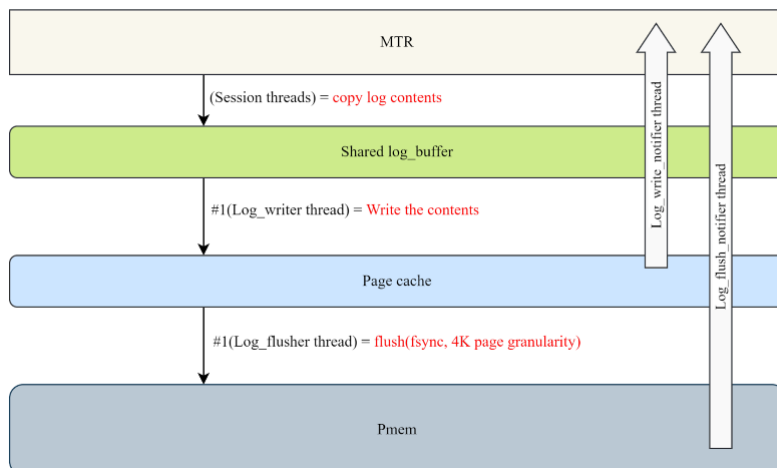 MTR
(Session threads) = copy log contents
Shared log_buffer
#1(Log_writer thread) = Write the contents
Page cache
#1(Log_flusher thread) = flush(fsync, 4K page granularity)
Pmem
Log_write_notifier thread
Log_flush_notifier thread